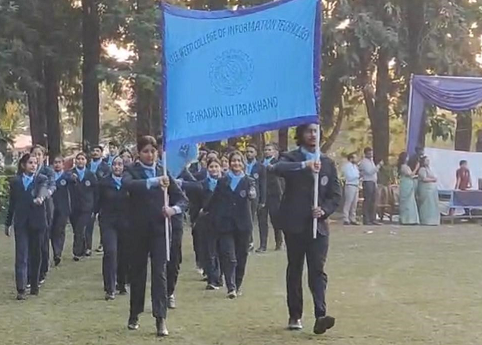 COLLEGE OF INFORMATION TECHNOLOGY
DEHRADUN-UTTARAKHAND